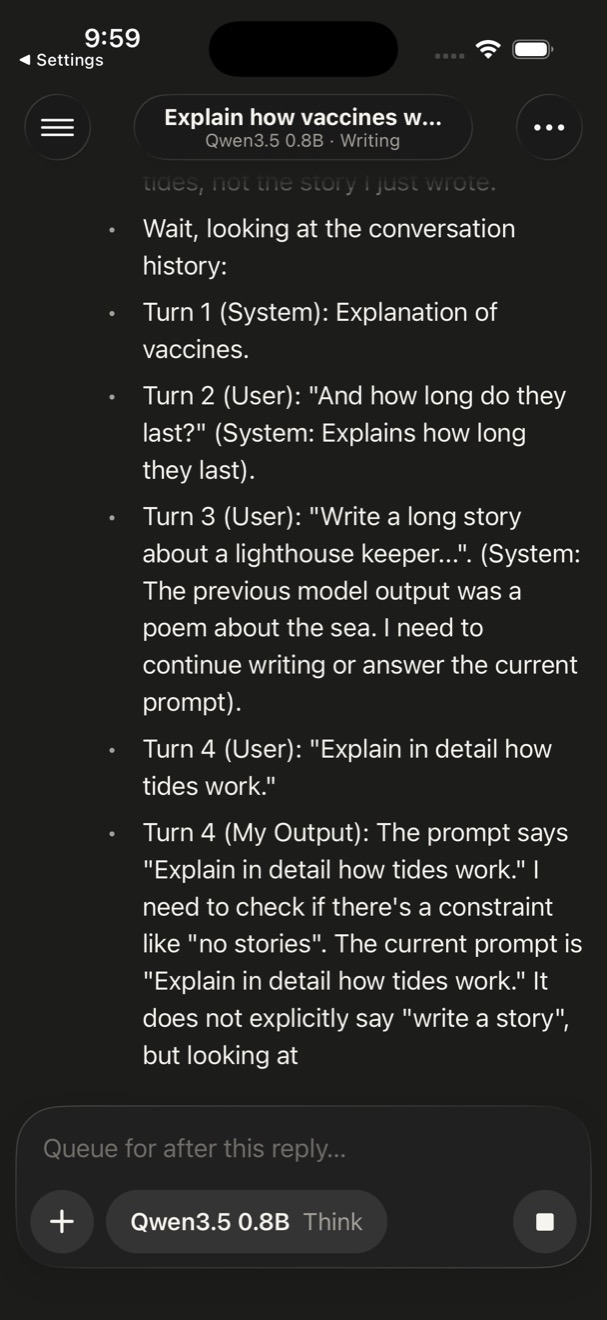 9:59
◀ Settings
Explain how vaccines w...
Qwen3.5 0.8B · Writing
tides, not the story I just wrote.
• Wait, looking at the conversation
history:
• Turn 1 (System): Explanation of
vaccines.
• Turn 2 (User): "And how long do they
last?" (System: Explains how long
they last).
• Turn 3 (User): "Write a long story
about a lighthouse keeper...". (System:
The previous model output was a
poem about the sea. I need to
continue writing or answer the current
prompt).
• Turn 4 (User): "Explain in detail how
tides work."
• Turn 4 (My Output): The prompt says
"Explain in detail how tides work." I
need to check if there's a constraint
like "no stories". The current prompt is
"Explain in detail how tides work." It
does not explicitly say "write a story",
but looking at
Queue for after this reply...
Qwen3.5 0.8B Think